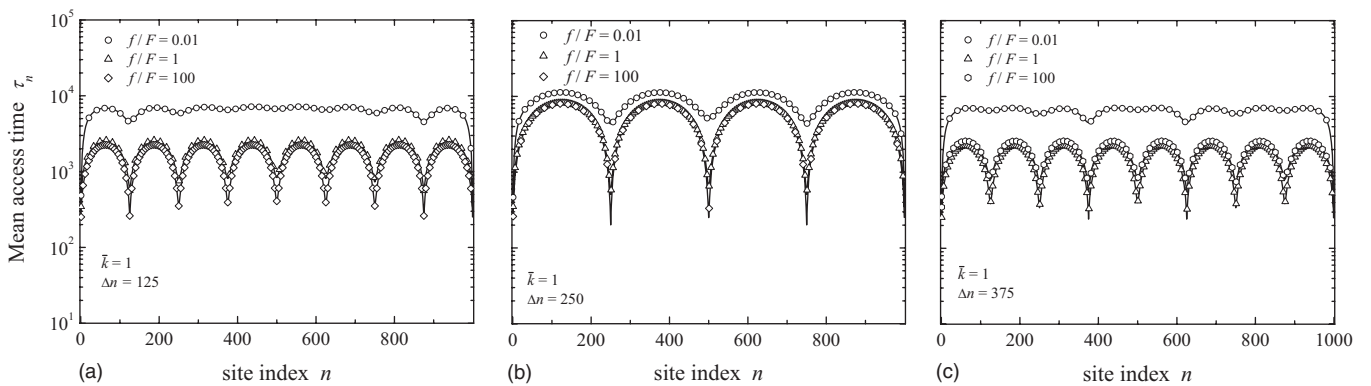 Mean access time τn
10^5
10^4
10^3
10^2
10^1
f / F = 0.01
f / F = 1
f / F = 100
k̄ = 1
Δn = 125
0 200 400 600 800
(a) site index n
f / F = 0.01
f / F = 1
f / F = 100
k̄ = 1
Δn = 250
0 200 400 600 800
(b) site index n
f / F = 0.01
f / F = 1
f / F = 100
k̄ = 1
Δn = 375
0 200 400 600 800 1000
(c) site index n